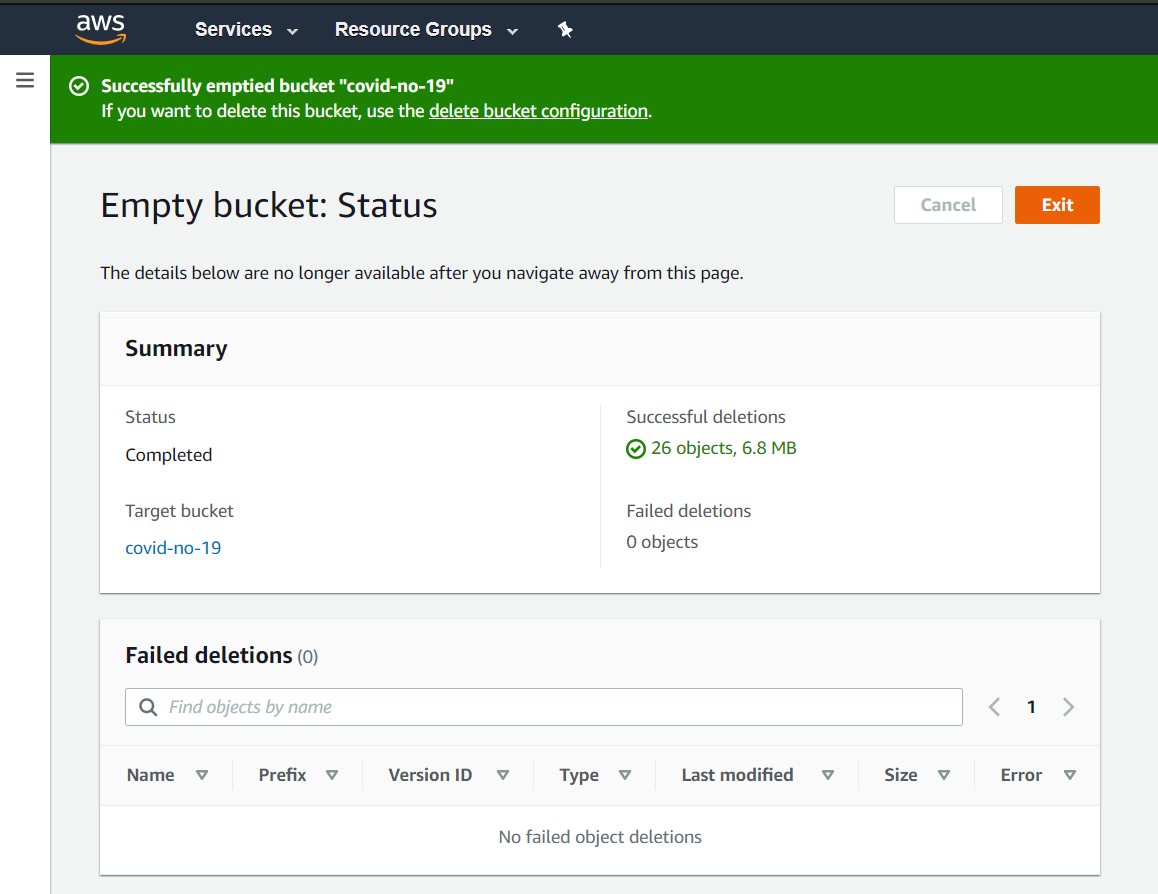 aws Services Resource Groups
Successfully emptied bucket "covid-no-19"
If you want to delete this bucket, use the delete bucket configuration.
Empty bucket: Status
Cancel
Exit
The details below are no longer available after you navigate away from this page.
Summary
Status
Completed
Target bucket
covid-no-19
Successful deletions
26 objects, 6.8 MB
Failed deletions
0 objects
Failed deletions (0)
Find objects by name
1
Name Prefix Version ID Type Last modified Size Error
No failed object deletions